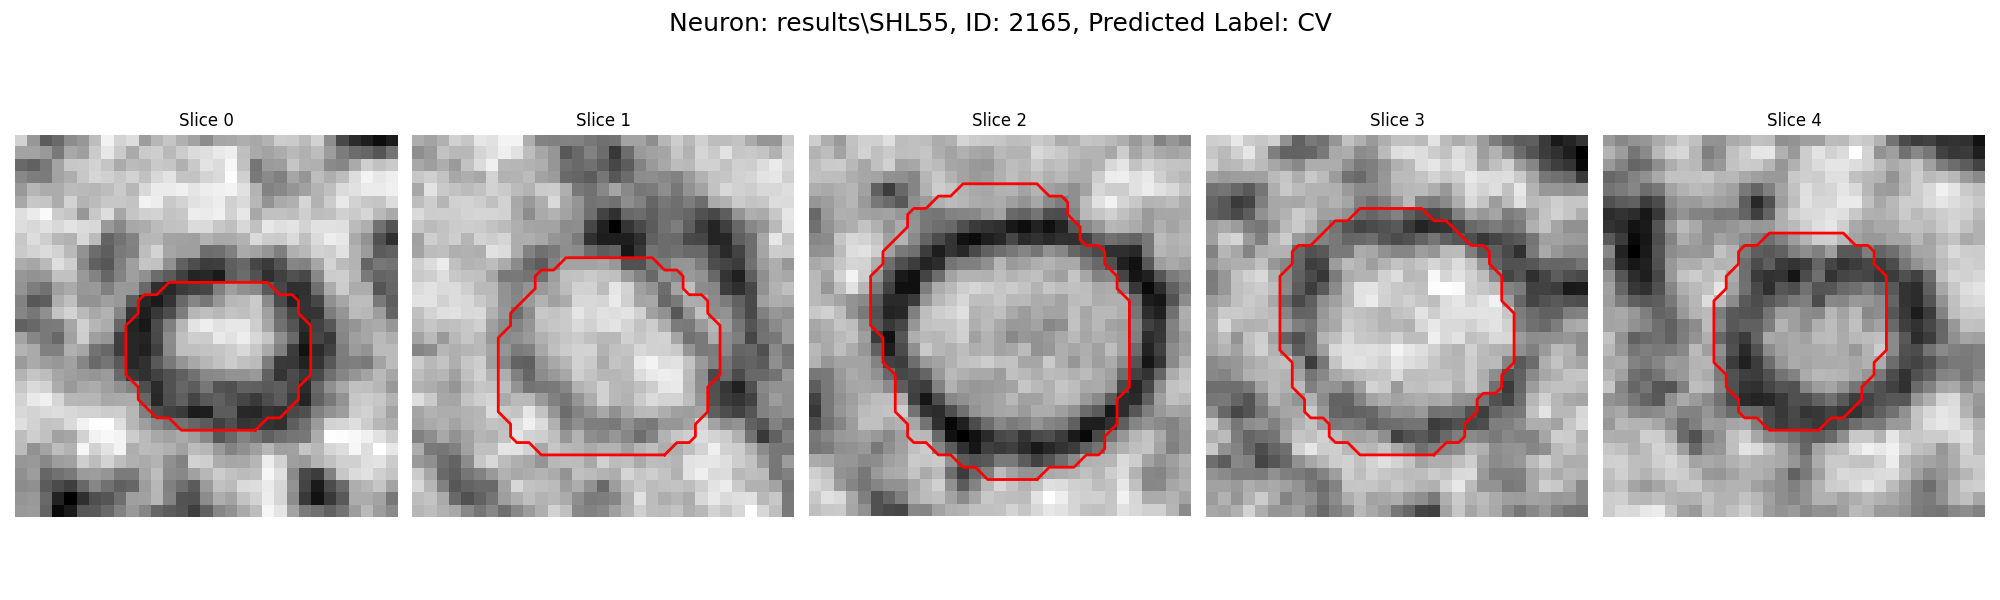 Neuron: results\SHL55, ID: 2165, Predicted Label: CV
Slice 0
Slice 1
Slice 2
Slice 3
Slice 4